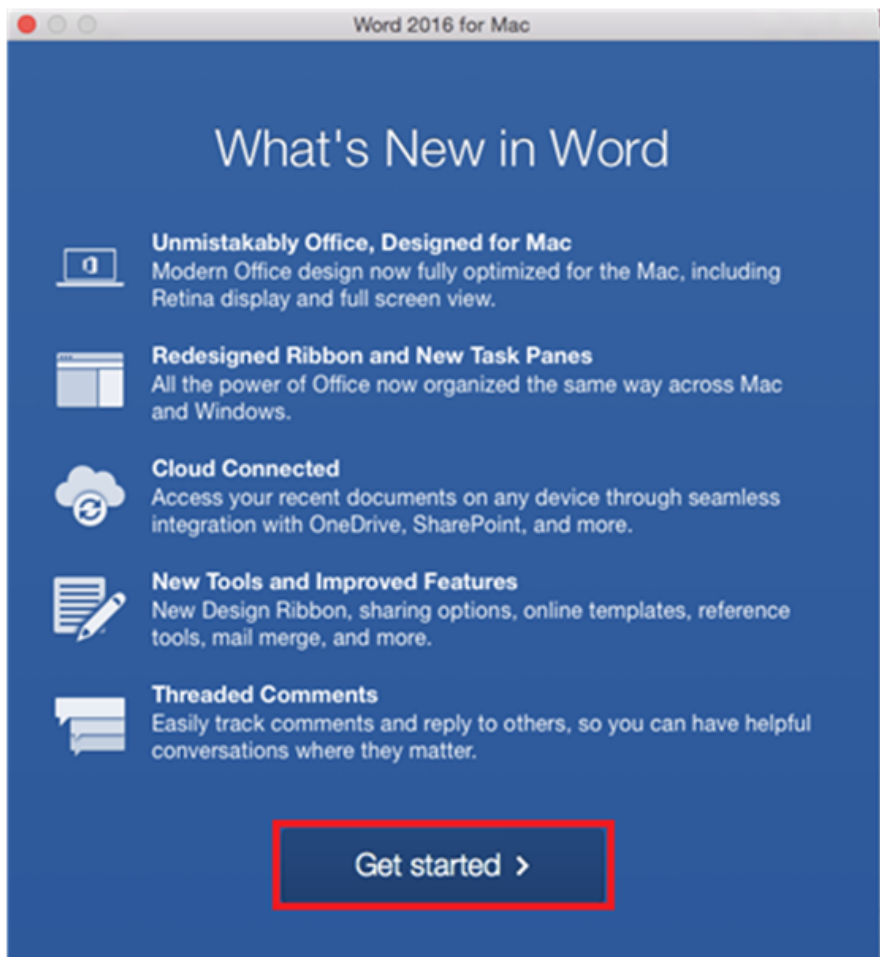 Word 2016 for Mac
What's New in Word
Unmistakably Office, Designed for Mac
Modern Office design now fully optimized for the Mac, including
Retina display and full screen view.
Redesigned Ribbon and New Task Panes
All the power of Office now organized the same way across Mac
and Windows.
Cloud Connected
Access your recent documents on any device through seamless
integration with OneDrive, SharePoint, and more.
New Tools and Improved Features
New Design Ribbon, sharing options, online templates, reference
tools, mail merge, and more.
Threaded Comments
Easily track comments and reply to others, so you can have helpful
conversations where they matter.
Get started >